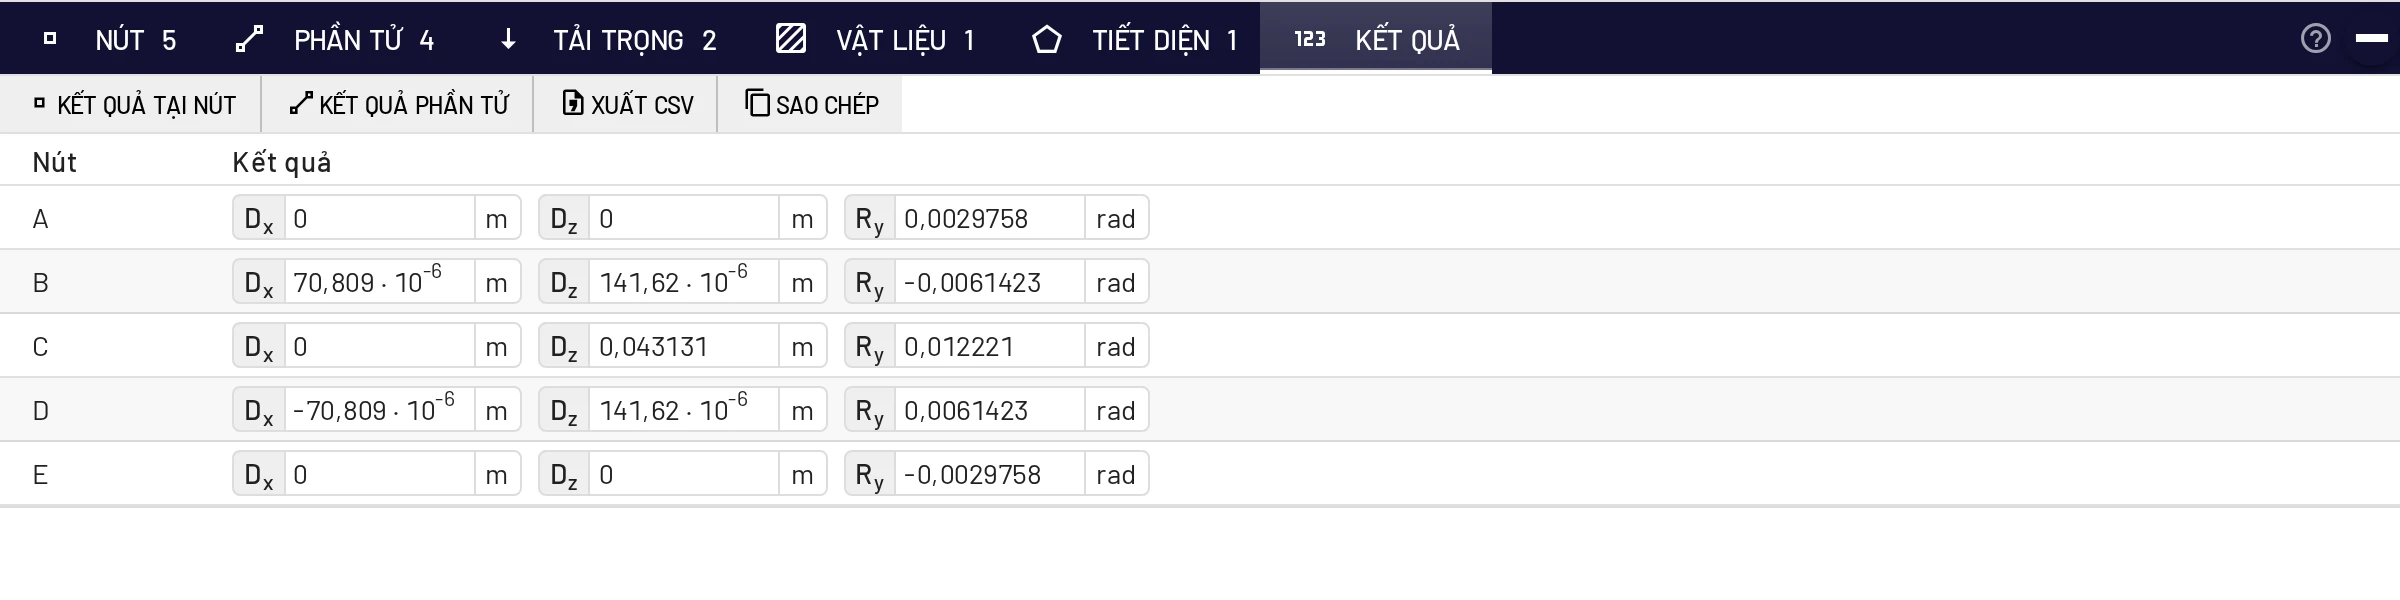 NÚT 5 PHẦN TỬ 4 TẢI TRỌNG 2 VẬT LIỆU 1 TIẾT DIỆN 1 123 KẾT QUẢ ?
KẾT QUẢ TẠI NÚT KẾT QUẢ PHẦN TỬ XUẤT CSV SAO CHÉP
Nút Kết quả
A Dx 0 m Dz 0 m Ry 0,0029758 rad
B Dx 70,809 · 10⁻⁶ m Dz 141,62 · 10⁻⁶ m Ry -0,0061423 rad
C Dx 0 m Dz 0,043131 m Ry 0,012221 rad
D Dx -70,809 · 10⁻⁶ m Dz 141,62 · 10⁻⁶ m Ry 0,0061423 rad
E Dx 0 m Dz 0 m Ry -0,0029758 rad